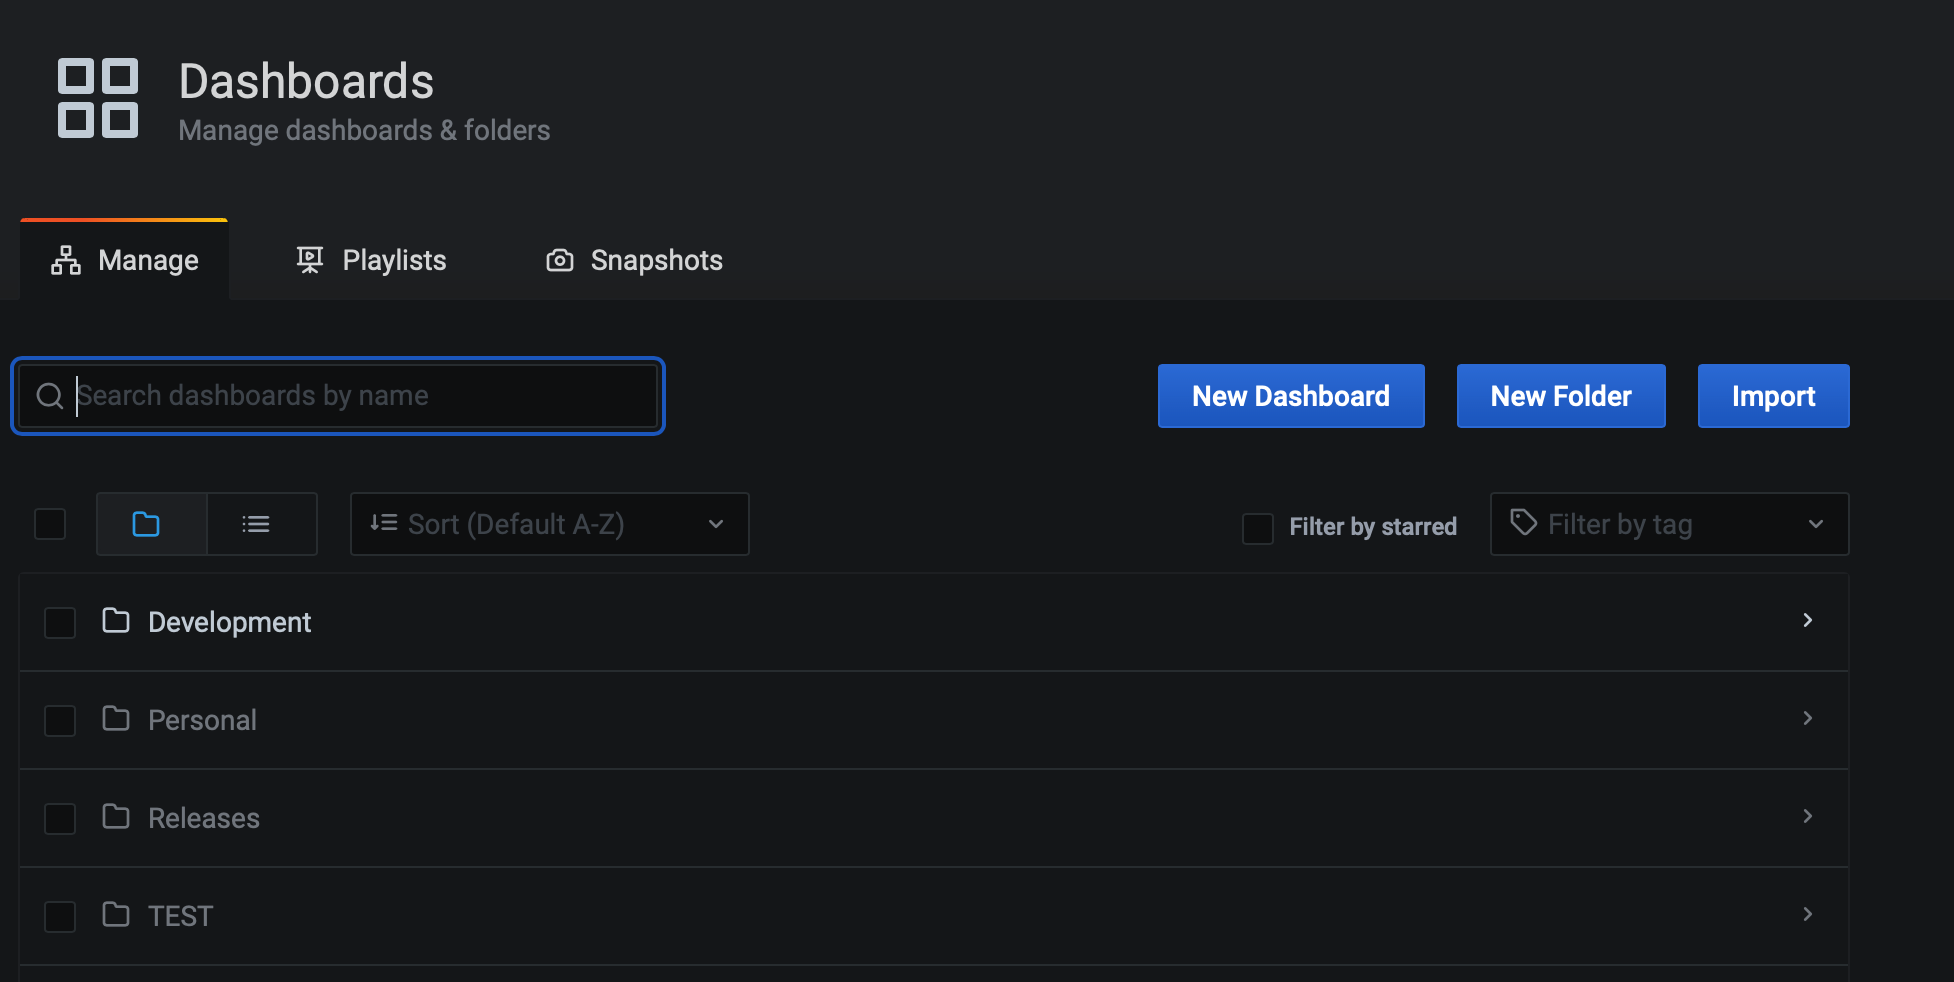 Dashboards
Manage dashboards & folders
Manage
Playlists
Snapshots
Search dashboards by name
New Dashboard
New Folder
Import
Sort (Default A-Z)
Filter by starred
Filter by tag
Development
Personal
Releases
TEST